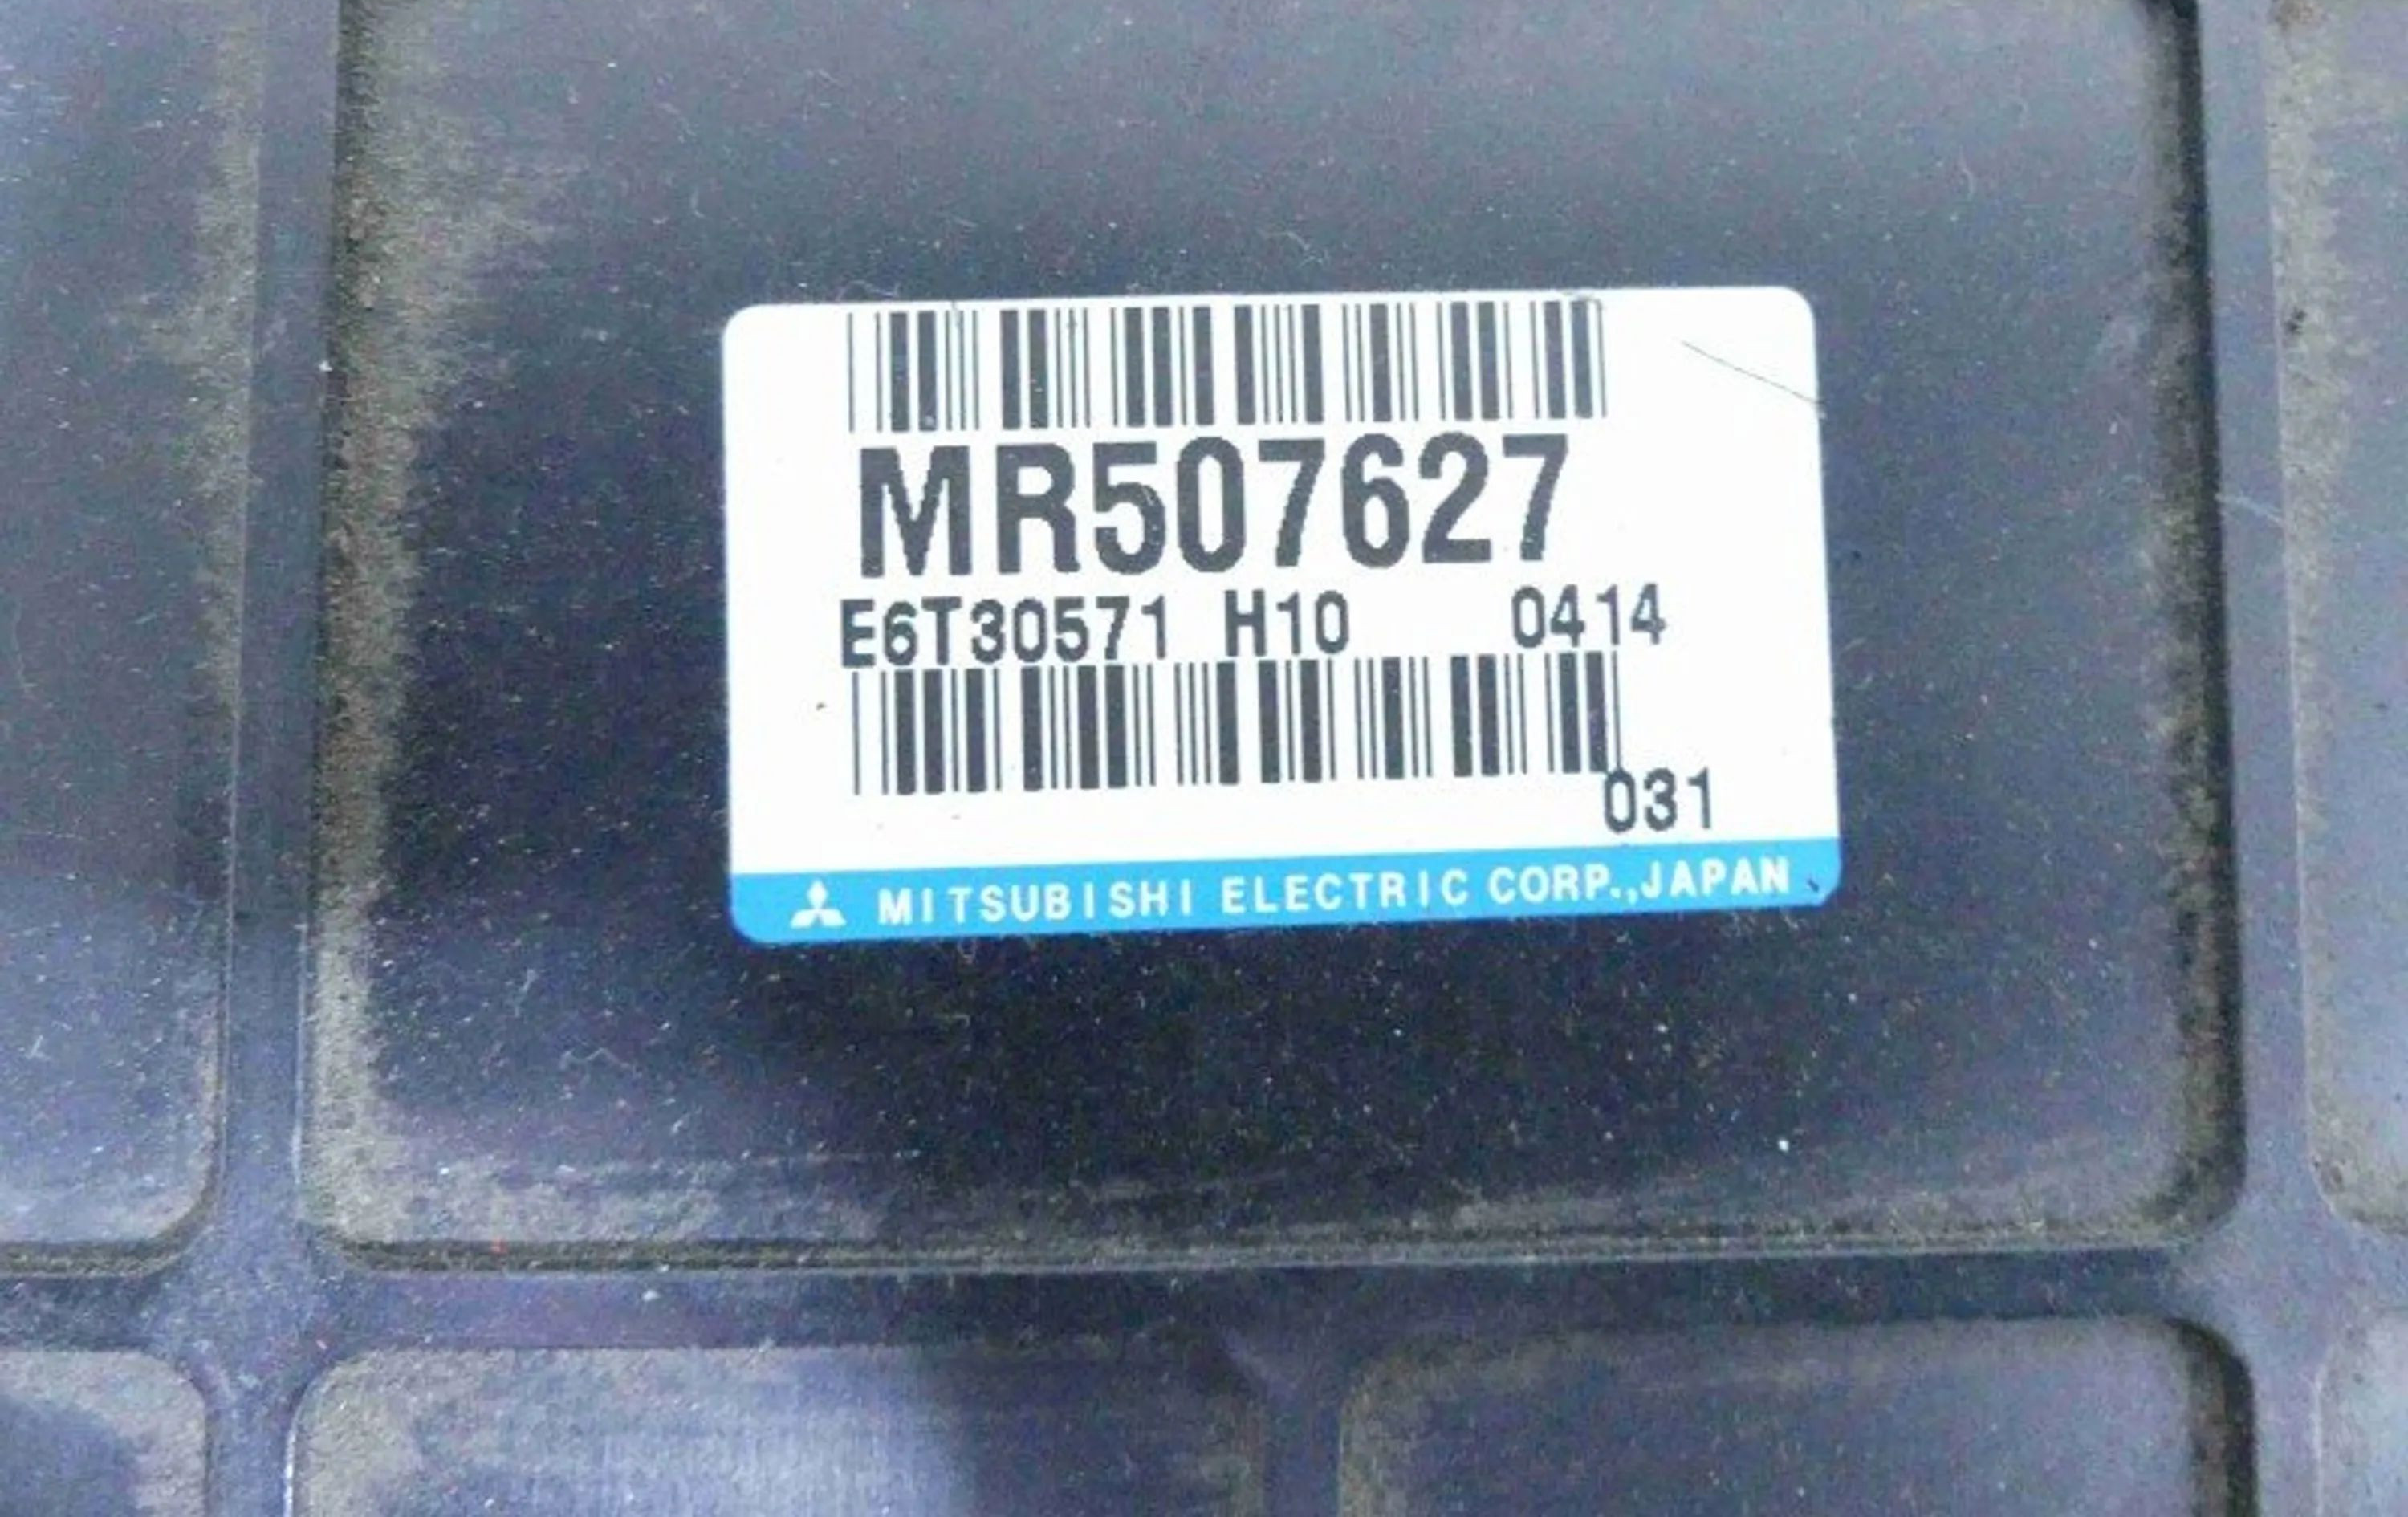 MR507627
E6T30571 H10 0414
031
MITSUBISHI ELECTRIC CORP.,JAPAN